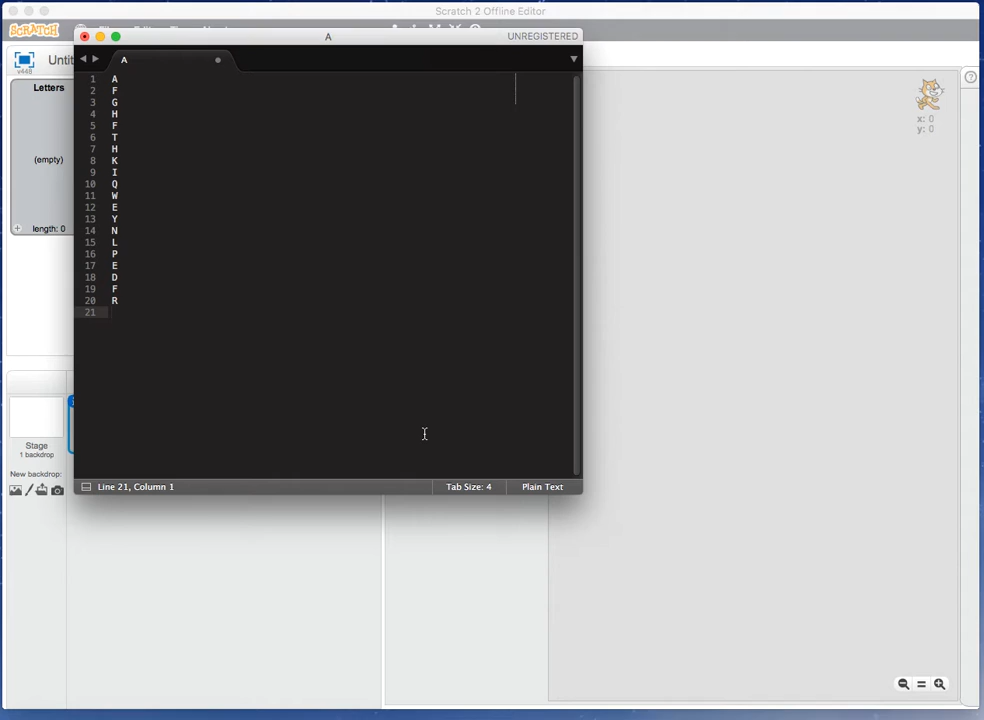 Scratch 2 Offline Editor
SCRATCH
A
UNREGISTERED
v448
Untit
A
Letters
(empty)
length: 0
1 A
2 F
3 G
4 H
5 F
6 T
7 H
8 K
9 I
10 Q
11 W
12 E
13 Y
14 N
15 L
16 P
17 E
18 D
19 F
20 R
21
x: 0
y: 0
?
Stage
1 backdrop
New backdrop:
Line 21, Column 1
Tab Size: 4
Plain Text